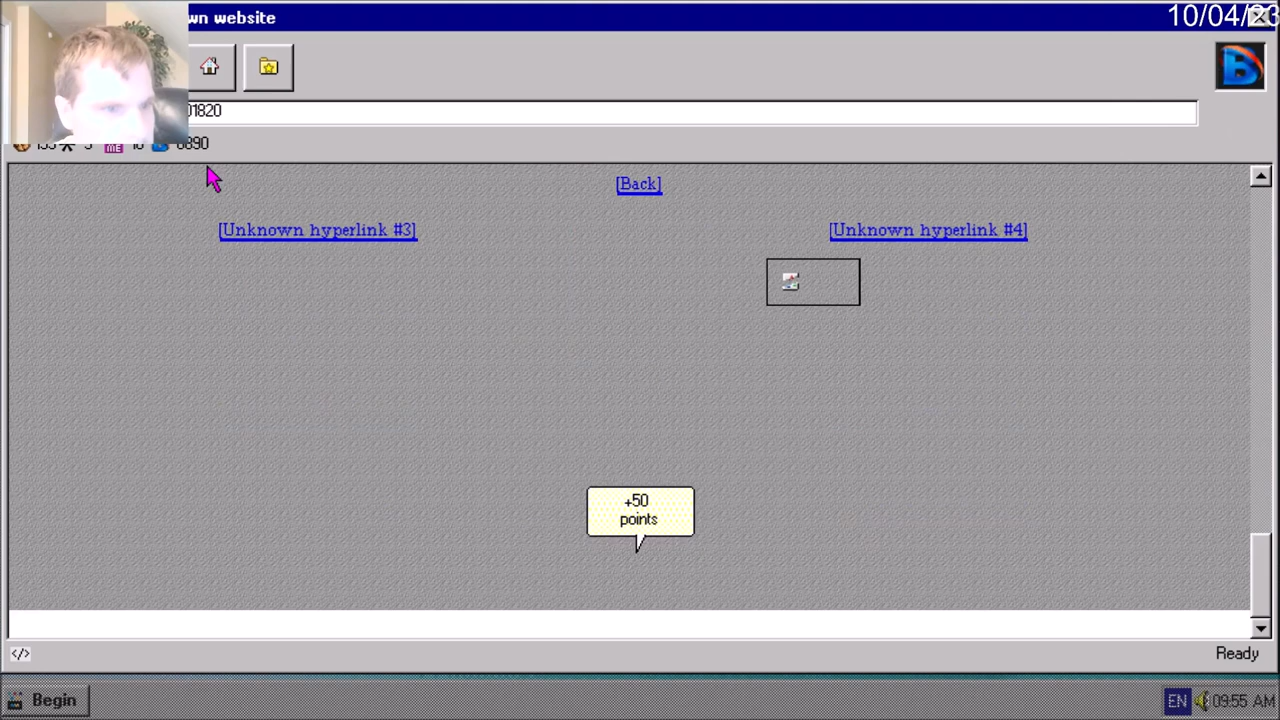 wn website
10/04/23
01820
6890
[Back]
[Unknown hyperlink #3]
[Unknown hyperlink #4]
+50
points
</>
Ready
Begin
EN
09:55 AM